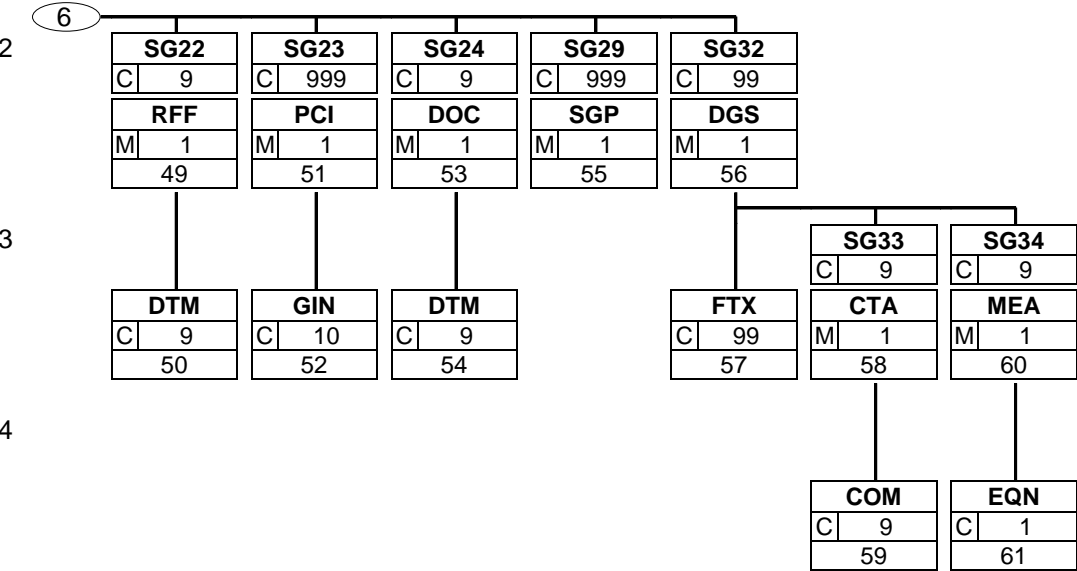 6
2
SG22 SG23 SG24 SG29 SG32
C 9 C 999 C 9 C 999 C 99
RFF PCI DOC SGP DGS
M 1 M 1 M 1 M 1 M 1
49 51 53 55 56
3
SG33 SG34
C 9 C 9
DTM GIN DTM FTX CTA MEA
C 9 C 10 C 9 C 99 M 1 M 1
50 52 54 57 58 60
4
COM EQN
C 9 C 1
59 61